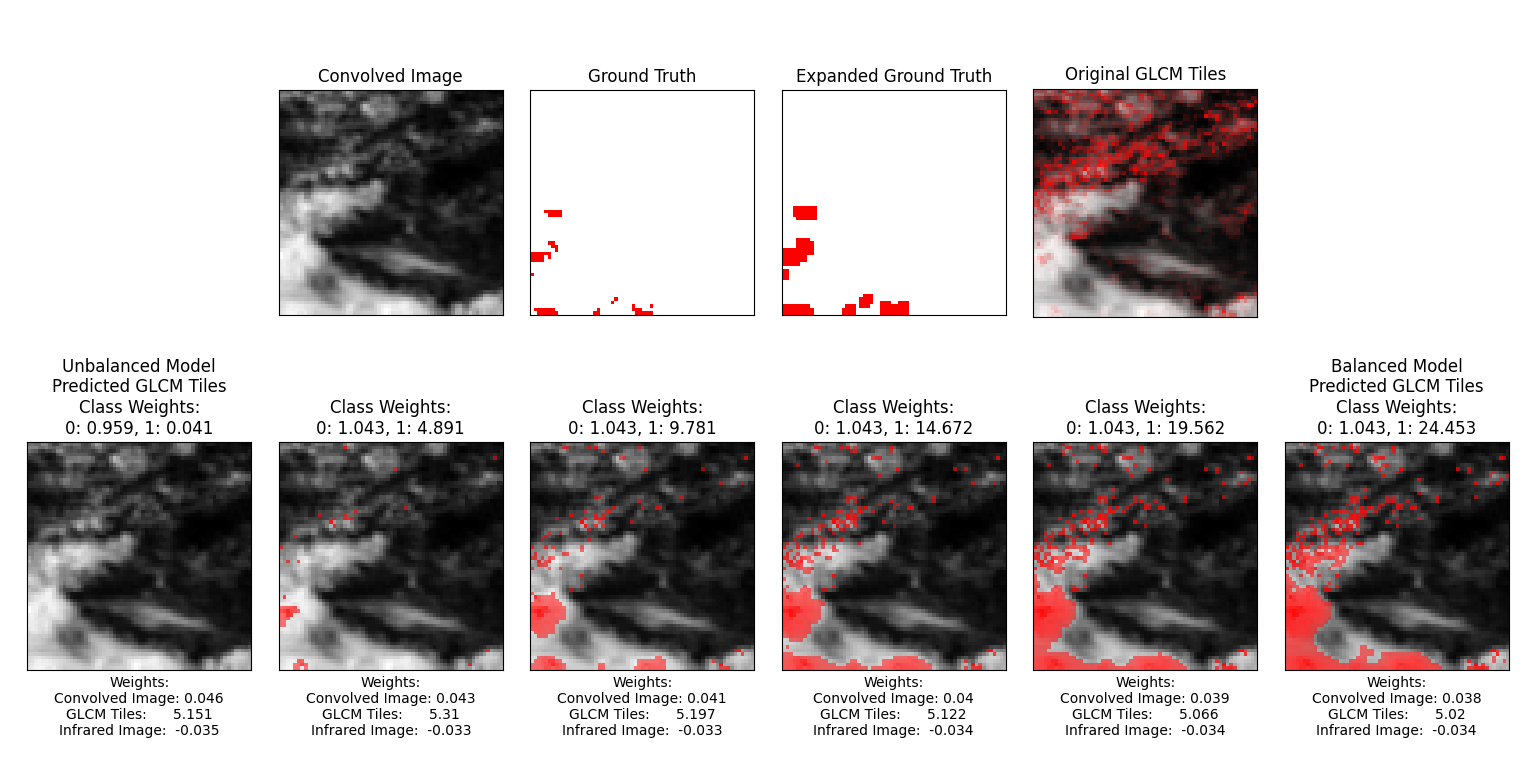 Convolved Image
Ground Truth
Expanded Ground Truth
Original GLCM Tiles
Unbalanced Model
Predicted GLCM Tiles
Class Weights:
0: 0.959, 1: 0.041
Class Weights:
0: 1.043, 1: 4.891
Class Weights:
0: 1.043, 1: 9.781
Class Weights:
0: 1.043, 1: 14.672
Class Weights:
0: 1.043, 1: 19.562
Balanced Model
Predicted GLCM Tiles
Class Weights:
0: 1.043, 1: 24.453
Weights:
Convolved Image: 0.046
GLCM Tiles: 5.151
Infrared Image: -0.035
Weights:
Convolved Image: 0.043
GLCM Tiles: 5.31
Infrared Image: -0.033
Weights:
Convolved Image: 0.041
GLCM Tiles: 5.197
Infrared Image: -0.033
Weights:
Convolved Image: 0.04
GLCM Tiles: 5.122
Infrared Image: -0.034
Weights:
Convolved Image: 0.039
GLCM Tiles: 5.066
Infrared Image: -0.034
Weights:
Convolved Image: 0.038
GLCM Tiles: 5.02
Infrared Image: -0.034